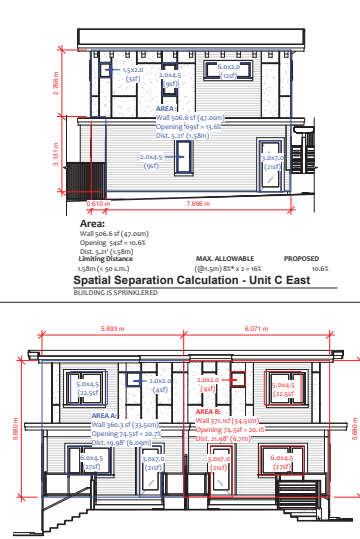 1.5x2.0
(3sf)
2.0x4.5
(9sf)
6.0x2.0
(12sf)
2.766 m
AREA :
Wall 506.6 sf (47.0sm)
Opening '69sf = 13.6%
Dist. 5.21' (1.58m)
3.131 m
2.0x4.5
(9sf)
3.0x7.0
(21sf)
0.610 m
7.696 m
Area:
Wall 506.6 sf (47.0sm)
Opening 54sf = 10.6%
Dist. 5.21' (1.58m)
Limiting Distance MAX. ALLOWABLE PROPOSED
1.58m (< 50 s.m.) (@1.5m) 8%* x 2 = 16% 10.6%
Spatial Separation Calculation - Unit C East
BUILDING IS SPRINKLERED
5.893 m
6.071 m
5.0x4.5
(22.5sf
2.0x2.0
(4sf)
2.0x2.0
(4sf)
5.0x4.5
(22.5sf
AREA A:
Wall 360.3 sf (33.5sm)
Opening 74.5sf = 20.7%
Dist. 19.98' (6.09m)
AREA B:
Wall 371.1sf (34.5sm)
Opening 74.5sf = 20.1%
Dist. 21.98' (6.7m)
5.680 m
5.680 m
6.0x4.5
(27sf)
3.0x7.0
(21sf)
3.0x7.0
(21sf)
6.0x4.5
(27sf)